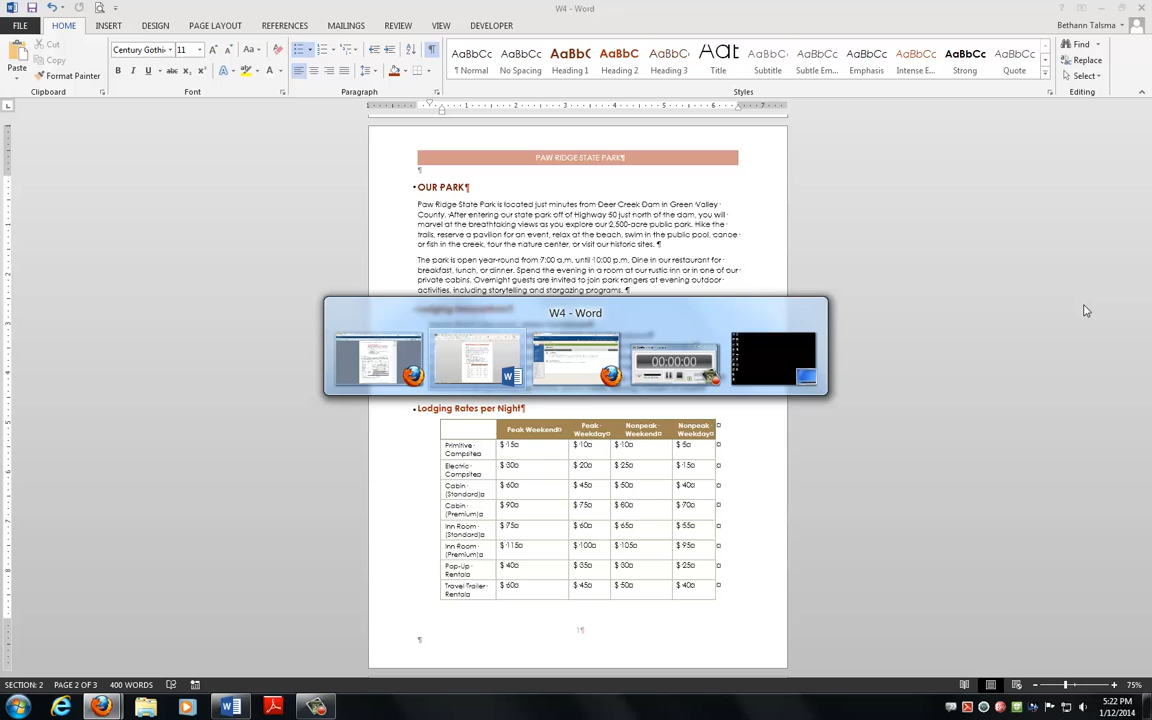 W4 - Word
FILE HOME INSERT DESIGN PAGE LAYOUT REFERENCES MAILINGS REVIEW VIEW DEVELOPER Bethann Talsma
Paste Cut Copy Format Painter
Century Gothi 11
AaBbCc AaBbCc AaBbC AaBbCc AaBbCc AaBt AaBbCc AaBbCc AaBbCc AaBbCc AaBbCc AaBbCc
¶ Normal No Spacing Heading 1 Heading 2 Heading 3 Title Subtitle Subtle Em... Emphasis Intense E... Strong Quote
Find Replace Select
Clipboard Font Paragraph Styles Editing
PAW RIDGE STATE PARK¶
¶
OUR PARK¶
Paw Ridge State Park is located just minutes from Deer Creek Dam in Green Valley
County. After entering our state park off of Highway 50 just north of the dam, you will
marvel at the breathtaking views as you explore our 2,500-acre public park. Hike the
trails, reserve a pavilion for an event, relax at the beach, swim in the public pool, canoe
or fish in the creek, tour the nature center, or visit our historic sites. ¶
The park is open year-round from 7:00 a.m. until 10:00 p.m. Dine in our restaurant for
breakfast, lunch, or dinner. Spend the evening in a room at our rustic inn or in one of our
private cabins. Overnight guests are invited to join park rangers at evening outdoor
activities, including storytelling and stargazing programs. ¶
W4 - Word
00:00:00
Lodging Rates per Night¶
Peak Weekend¤ Peak Weekday¤ Nonpeak Weekend¤ Nonpeak Weekday¤ ¤
Primitive Campsite¤ $ 15¤ $ 10¤ $ 10¤ $ 5¤ ¤
Electric Campsite¤ $ 30¤ $ 20¤ $ 25¤ $ 15¤ ¤
Cabin (Standard)¤ $ 60¤ $ 45¤ $ 50¤ $ 40¤ ¤
Cabin (Premium)¤ $ 90¤ $ 75¤ $ 80¤ $ 70¤ ¤
Inn Room (Standard)¤ $ 75¤ $ 60¤ $ 65¤ $ 55¤ ¤
Inn Room (Premium)¤ $ 115¤ $ 100¤ $ 105¤ $ 95¤ ¤
Pop-Up Rental¤ $ 40¤ $ 35¤ $ 30¤ $ 25¤ ¤
Travel Trailer Rental¤ $ 60¤ $ 45¤ $ 50¤ $ 40¤ ¤
1¶
¶
SECTION: 2 PAGE 2 OF 3 400 WORDS 75%
5:22 PM
1/12/2014